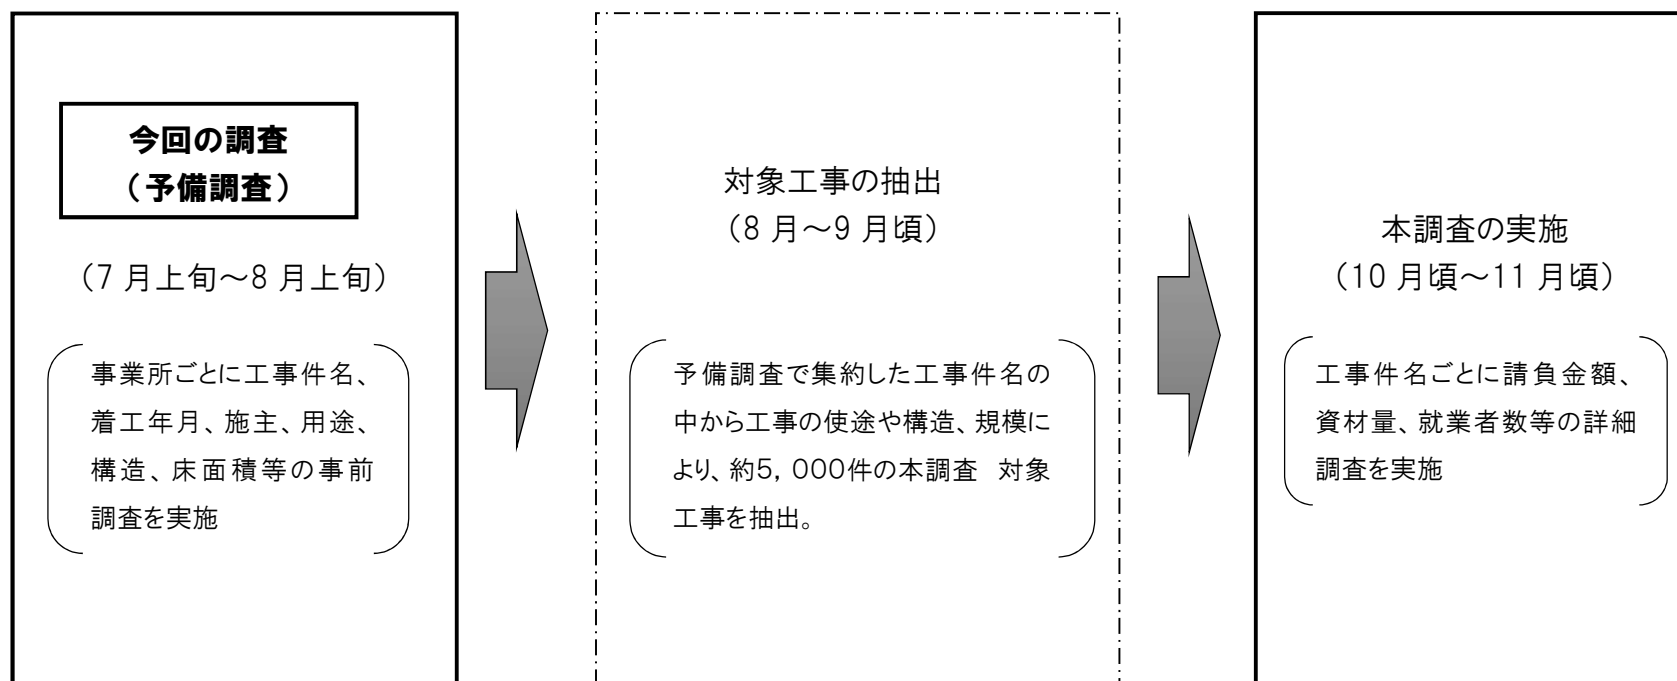 今回の調査
（予備調査）
（7月上旬～8月上旬）
事業所ごとに工事件名、
着工年月、施主、用途、
構造、床面積等の事前
調査を実施
対象工事の抽出
（8月～9月頃）
予備調査で集約した工事件名の
中から工事の使途や構造、規模に
より、約5，000件の本調査　対象
工事を抽出。
本調査の実施
（10月頃～11月頃）
工事件名ごとに請負金額、
資材量、就業者数等の詳細
調査を実施